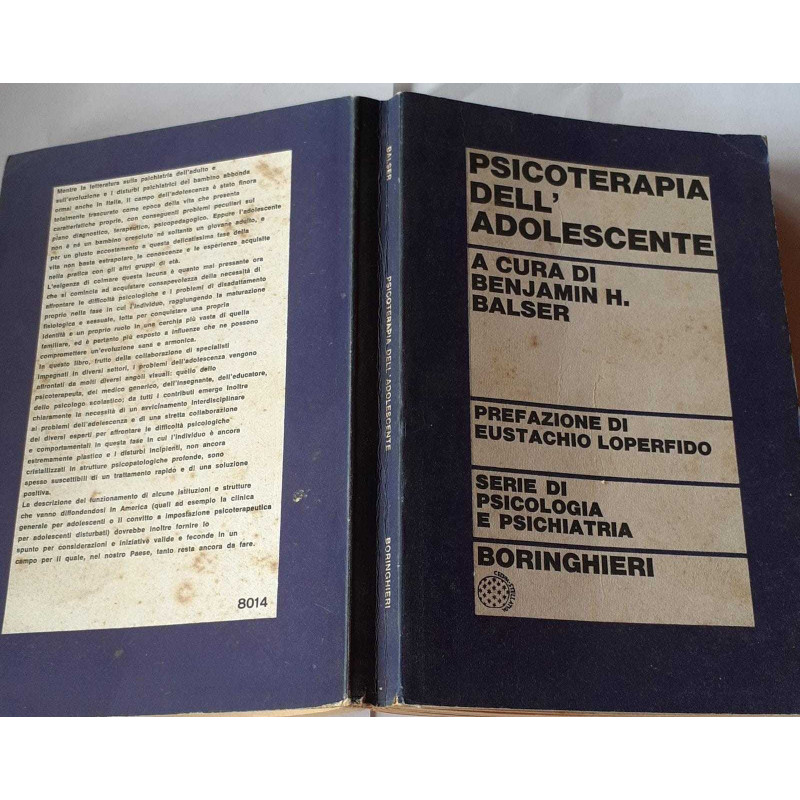 Mentre la letteratura sulla psichiatria dell'adulto e
sull'evoluzione e i disturbi psichiatrici del bambino abbonda
ormai anche in Italia, il campo dell'adolescenza è stato finora
totalmente trascurato come epoca della vita che presenta
caratteristiche proprie, con conseguenti problemi peculiari sul
piano diagnostico, terapeutico, psicopedagogico. Eppure l'adolescente
non è né un bambino cresciuto né soltanto un giovane adulto, e
per un giusto accostamento a questa delicatissima fase della
vita non basta estrapolare le conoscenze e le esperienze acquisite
nella pratica con gli altri gruppi di età.
L'esigenza di colmare questa lacuna è quanto mai pressante ora
che si comincia ad acquistare consapevolezza della necessità di
affrontare le difficoltà psicologiche e i problemi di disadattamento
proprio nella fase in cui l'individuo, raggiungendo la maturazione
fisiologica e sessuale, lotta per conquistare una propria
identità e un proprio ruolo in una cerchia più vasta di quella
familiare, ed è pertanto più esposto a influenze che ne possono
compromettere un'evoluzione sana e armonica.
In questo libro, frutto della collaborazione di specialisti
impegnati in diversi settori, i problemi dell'adolescenza vengono
affrontati da molti diversi angoli visuali: quello dello
psicoterapeuta, del medico generico, dell'insegnante, dell'educatore,
dello psicologo scolastico; da tutti i contributi emerge inoltre
chiaramente la necessità di un avvicinamento interdisciplinare
ai problemi dell'adolescenza e di una stretta collaborazione
dei diversi esperti per affrontare le difficoltà psicologiche
e comportamentali in questa fase in cui l'individuo è ancora
estremamente plastico e i disturbi incipienti, non ancora
cristallizzati in strutture psicopatologiche profonde, sono
spesso suscettibili di un trattamento rapido e di una soluzione
positiva.
La descrizione del funzionamento di alcune istituzioni e strutture
che vanno diffondendosi in America (quali ad esempio la clinica
generale per adolescenti o il convitto a impostazione psicoterapeutica
per adolescenti disturbati) dovrebbe inoltre fornire lo
spunto per considerazioni e iniziative valide e feconde in un
campo per il quale, nel nostro Paese, tanto resta ancora da fare.
8014
BALSER
PSICOTERAPIA DELL'ADOLESCENTE
BORINGHIERI
PSICOTERAPIA
DELL'
ADOLESCENTE
A CURA DI
BENJAMIN H.
BALSER
PREFAZIONE DI
EUSTACHIO LOPERFIDO
SERIE DI
PSICOLOGIA
E PSICHIATRIA
BORINGHIERI